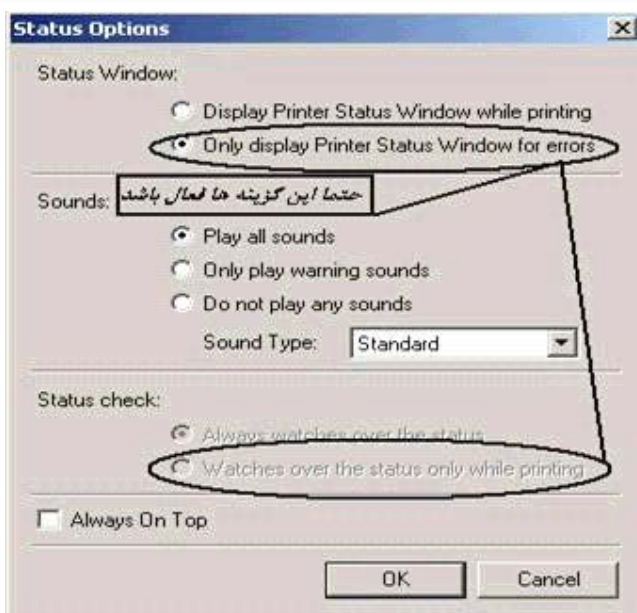 Status Options
Status Window:
Display Printer Status Window while printing
Only display Printer Status Window for errors
Sounds:
حتما این گزینه ها فعال باشد
Play all sounds
Only play warning sounds
Do not play any sounds
Sound Type: Standard
Status check:
Always watches over the status
Watches over the status only while printing
Always On Top
OK Cancel